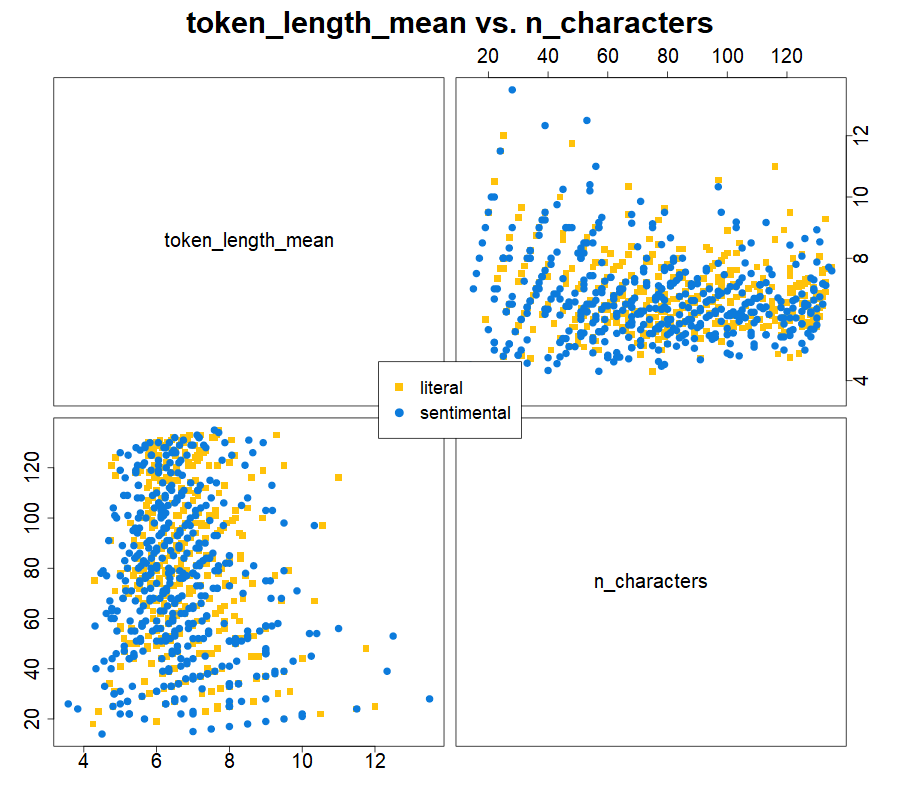 token_length_mean vs. n_characters
20 40 60 80 100 120
token_length_mean
4 6 8 10 12
literal
sentimental
20 40 60 80 100 120
n_characters
4 6 8 10 12